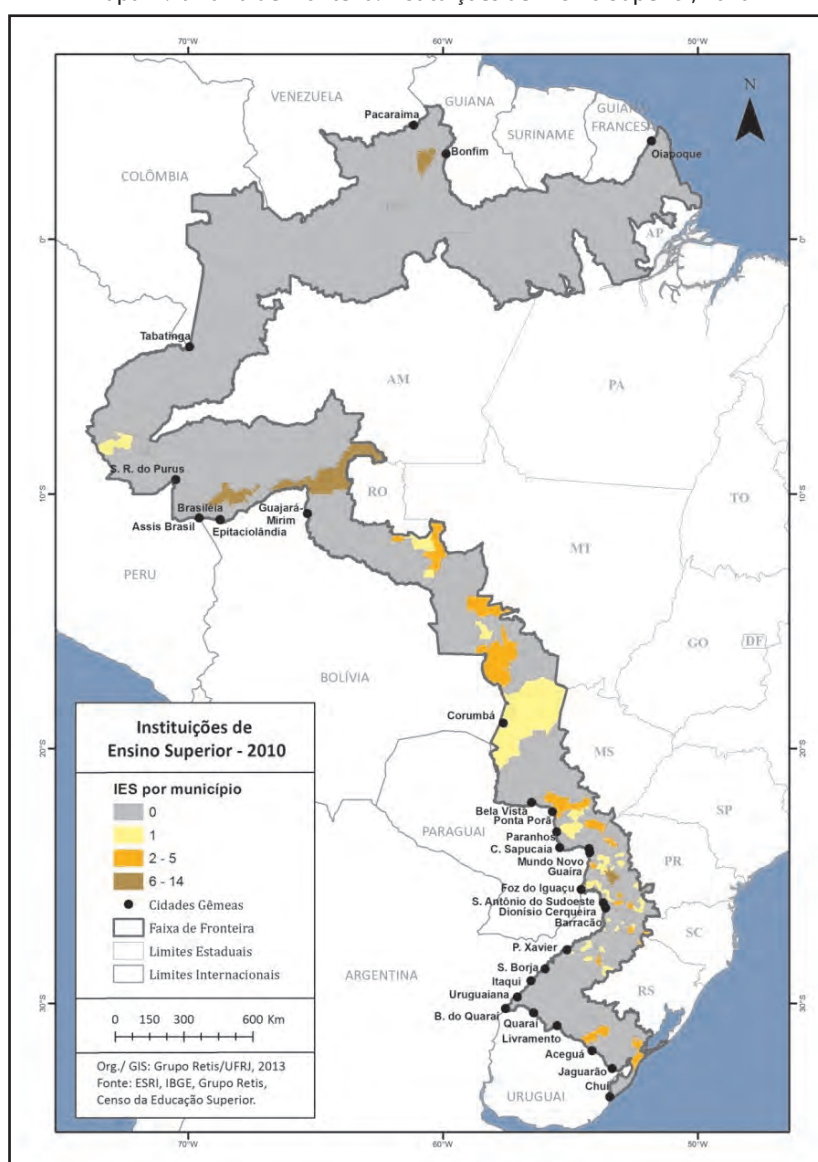 70°W
60°W
50°W
N
VENEZUELA
GUIANA
SURINAME
GUIANA
FRANCESA
COLÔMBIA
Pacaraima
Bonfim
Oiapoque
AP
0°
0°
Tabatinga
AM
PA
S. R. do Purus
10°S
10°S
Brasiléia
Assis Brasil
Epitaciolândia
Guajará-
Mirim
RO
TO
MT
PERU
BOLÍVIA
GO
DF
Corumbá
MS
20°S
20°S
Bela Vista
Ponta Porã
Paranhos
C. Sapucaia
Mundo Novo
Guaíra
PARAGUAI
SP
PR
Foz do Iguaçu
S. Antônio do Sudoeste
Dionísio Cerqueira
Barracão
SC
ARGENTINA
P. Xavier
S. Borja
Itaqui
Uruguaiana
B. do Quaraí
RS
30°S
30°S
Quaraí
Livramento
Aceguá
Jaguarão
Chuí
URUGUAI
Instituições de
Ensino Superior - 2010
IES por município
0
1
2 - 5
6 - 14
Cidades Gêmeas
Faixa de Fronteira
Limites Estaduais
Limites Internacionais
0 150 300 600 Km
Org./ GIS: Grupo Retis/UFRJ, 2013
Fonte: ESRI, IBGE, Grupo Retis,
Censo da Educação Superior.
70°W
60°W
50°W